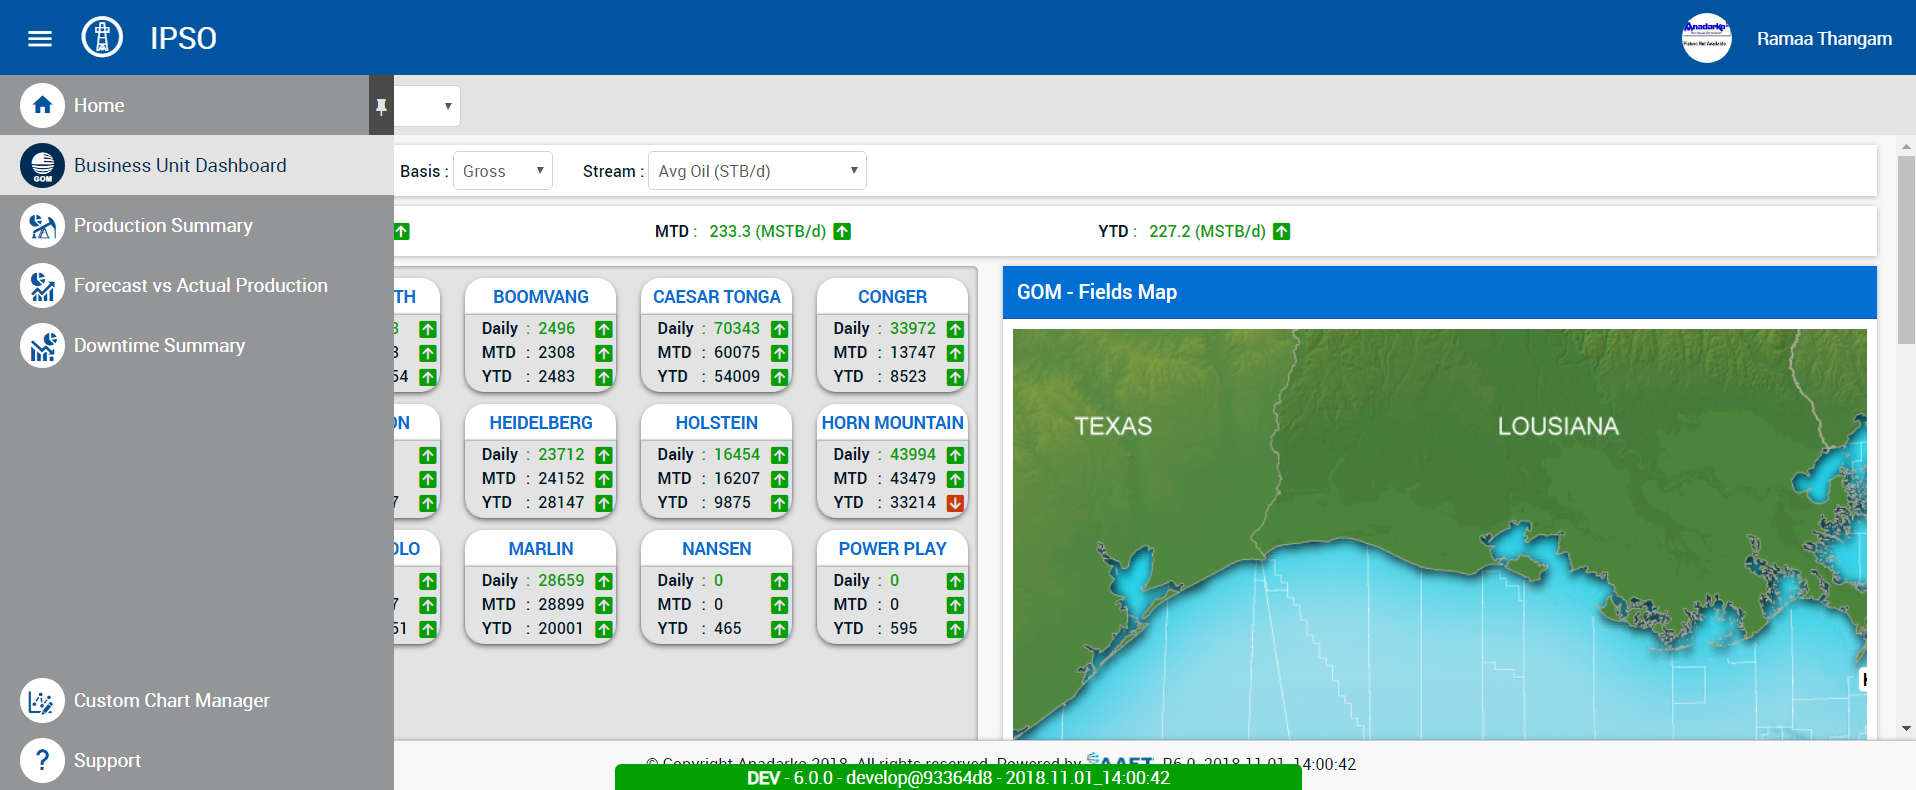 IPSO
Ramaa Thangam
Home
Business Unit Dashboard
GOM
Production Summary
Forecast vs Actual Production
Downtime Summary
Custom Chart Manager
Support
Basis : Gross Stream : Avg Oil (STB/d)
MTD : 233.3 (MSTB/d) YTD : 227.2 (MSTB/d)
TH
3
3
54
BOOMVANG
Daily : 2496
MTD : 2308
YTD : 2483
CAESAR TONGA
Daily : 70343
MTD : 60075
YTD : 54009
CONGER
Daily : 33972
MTD : 13747
YTD : 8523
ON
7
HEIDELBERG
Daily : 23712
MTD : 24152
YTD : 28147
HOLSTEIN
Daily : 16454
MTD : 16207
YTD : 9875
HORN MOUNTAIN
Daily : 43994
MTD : 43479
YTD : 33214
OLO
7
51
MARLIN
Daily : 28659
MTD : 28899
YTD : 20001
NANSEN
Daily : 0
MTD : 0
YTD : 465
POWER PLAY
Daily : 0
MTD : 0
YTD : 595
GOM - Fields Map
TEXAS
LOUSIANA
© Copyright Anadarko 2018. All rights reserved. Powered by R6.0 2018.11.01_14:00:42
DEV - 6.0.0 - develop@93364d8 - 2018.11.01_14:00:42